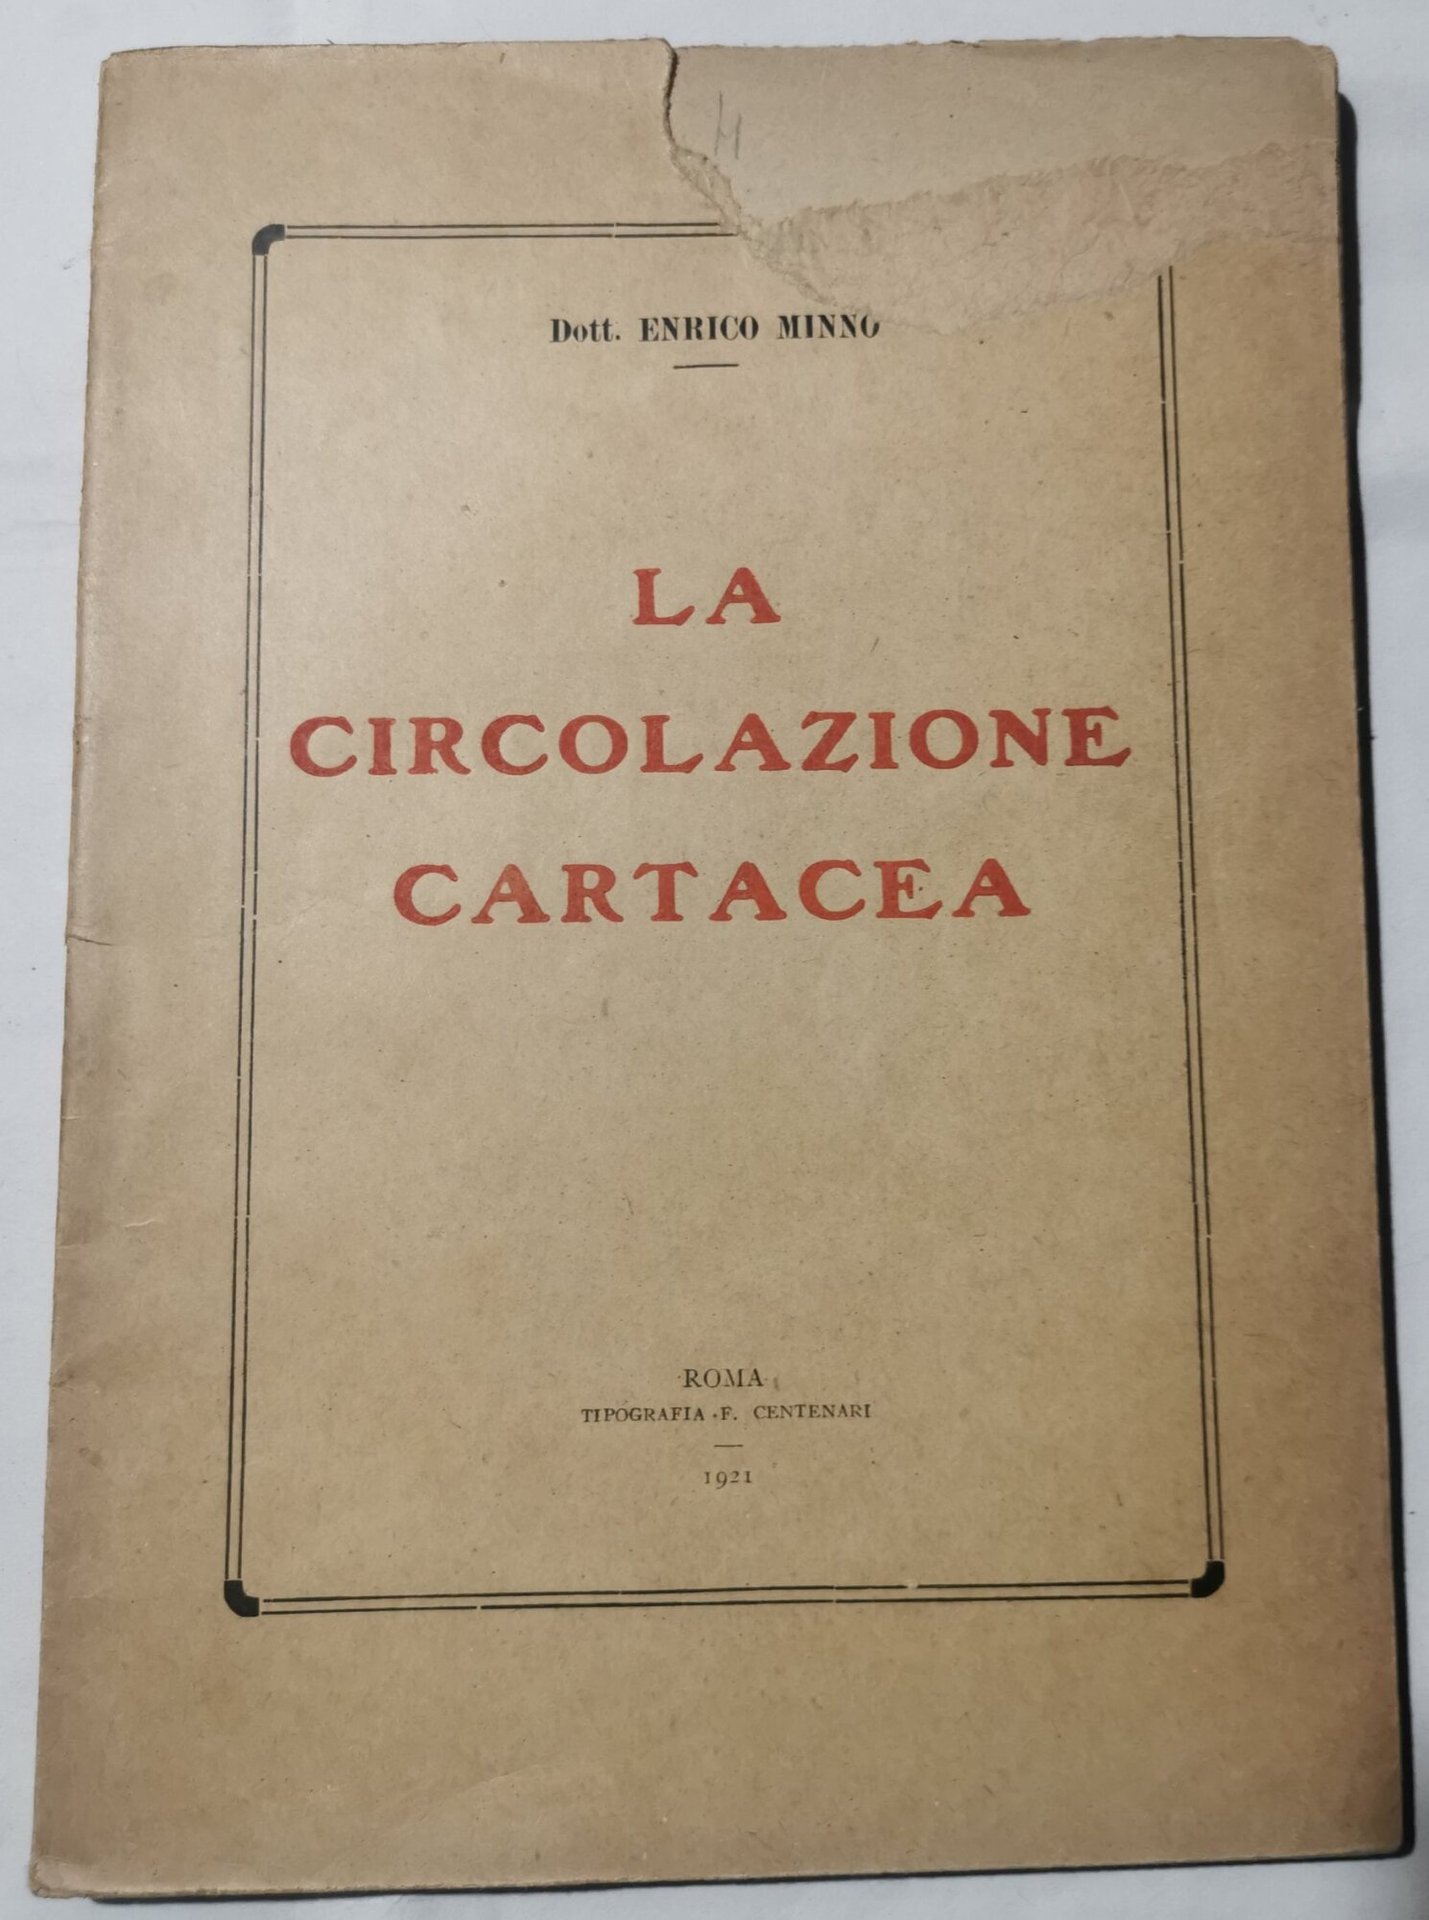 Dott. ENRICO MINNO
LA
CIRCOLAZIONE
CARTACEA
ROMA
TIPOGRAFIA F. CENTENARI
1921